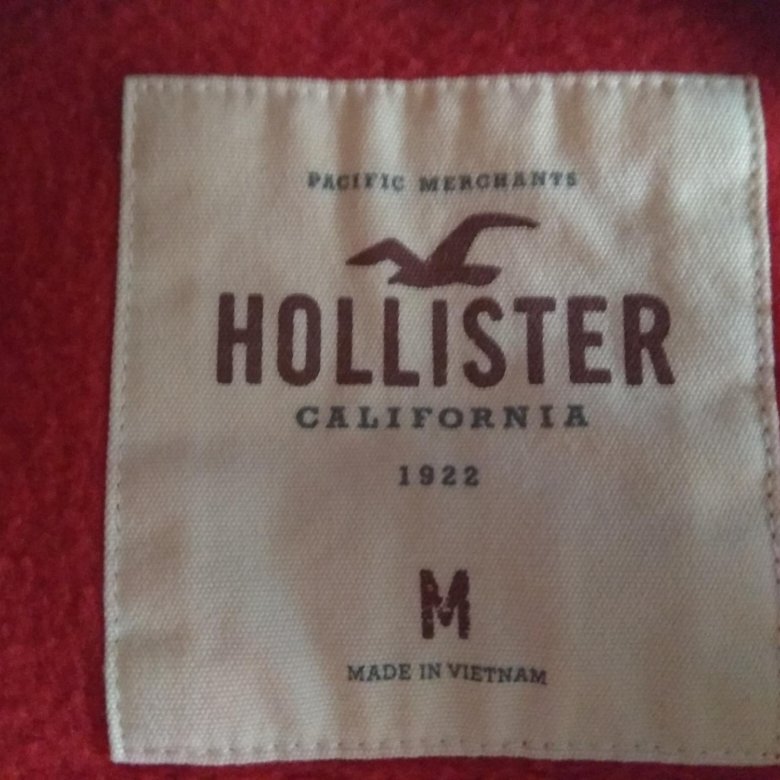 PACIFIC MERCHANTS
HOLLISTER
CALIFORNIA
1922
M
MADE IN VIETNAM